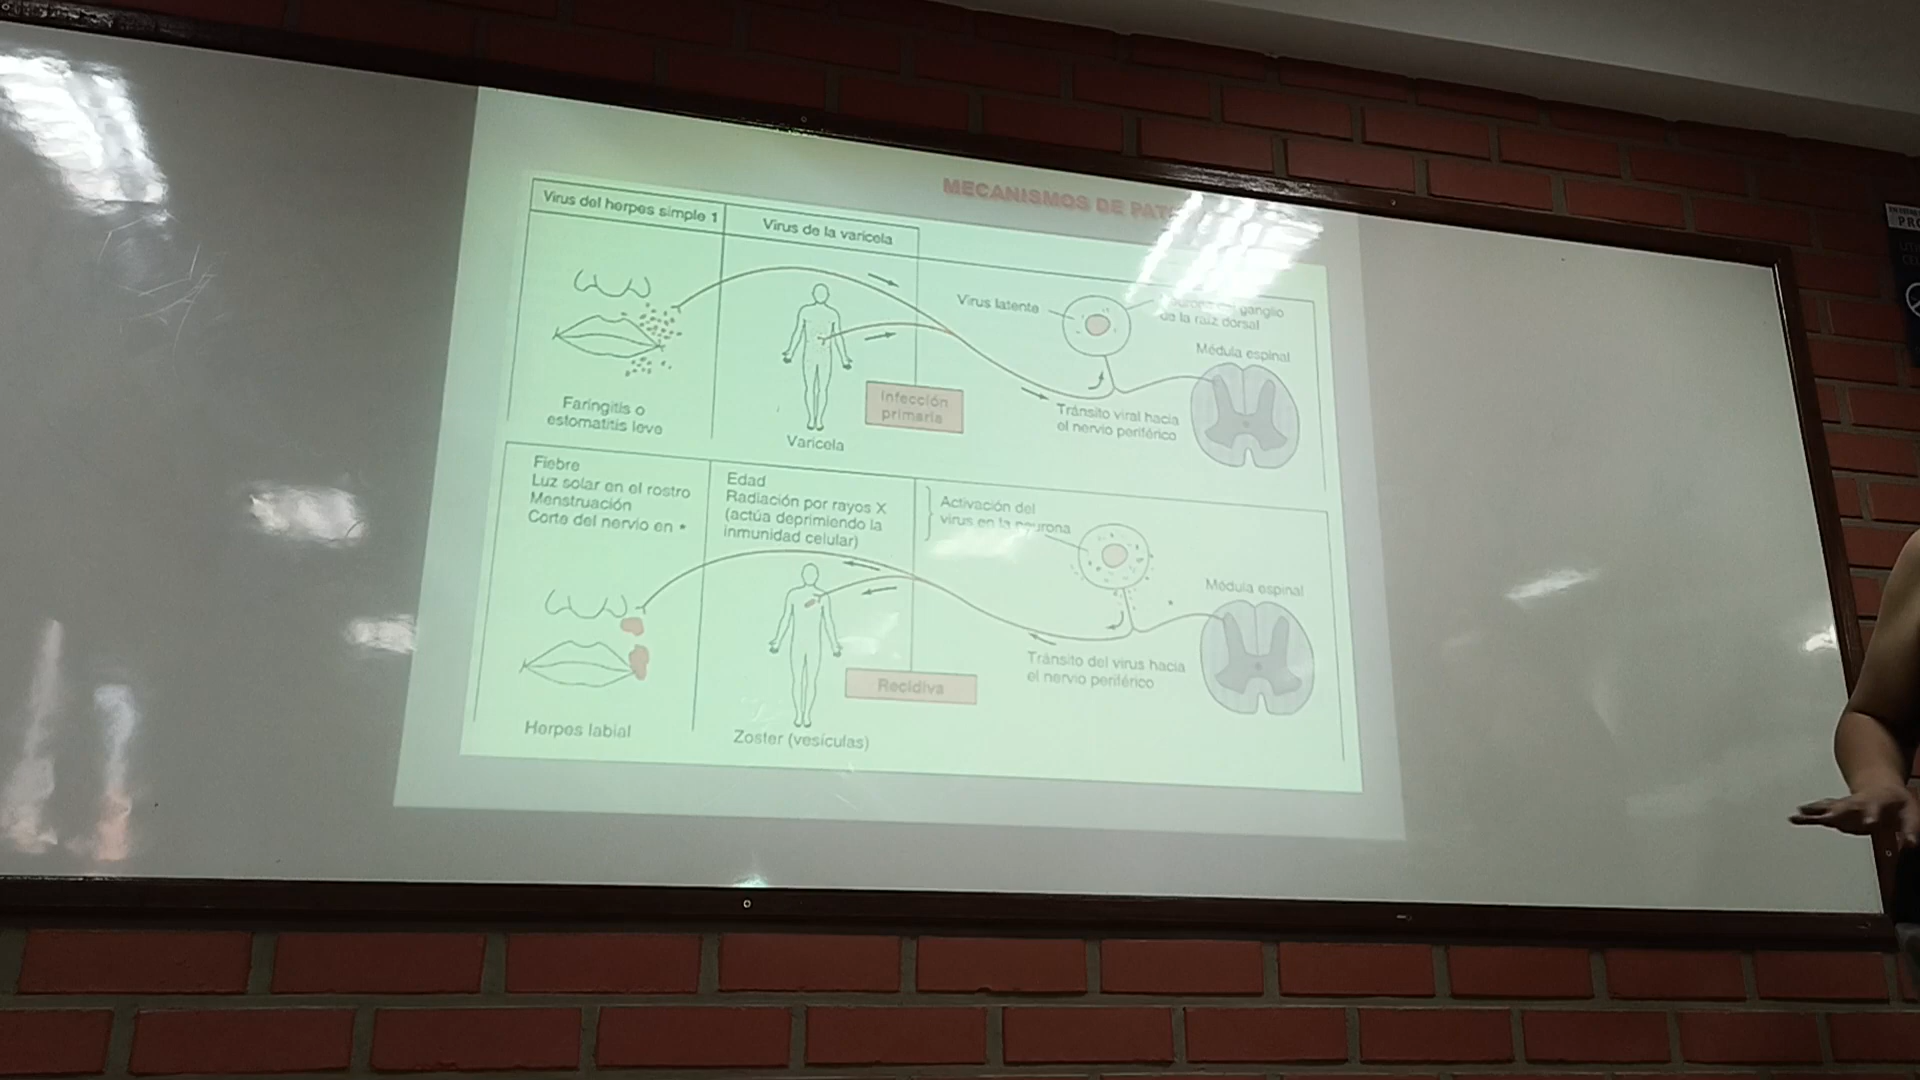 MECANISMOS DE
Virus del herpes simple 1
Virus de la varicela
Virus latente
ganglio
de la raíz dorsal
Médula espinal
Infección
primaria
Tránsito viral hacia
el nervio periférico
Faringitis o
estomatitis leve
Varicela
Fiebre
Luz solar en el rostro
Menstruación
Corte del nervio en *
Edad
Radiación por rayos X
(actúa deprimiendo la
inmunidad celular)
Activación del
virus en la neurona
Médula espinal
Tránsito del virus hacia
el nervio periférico
Recidiva
Herpes labial
Zoster (vesículas)